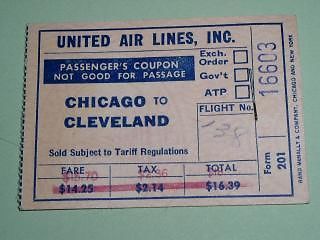 UNITED AIR LINES, INC.
PASSENGER'S COUPON
NOT GOOD FOR PASSAGE
Exch.
Order
Gov't
ATP
CHICAGO TO
CLEVELAND
FLIGHT No.
Sold Subject to Tariff Regulations
FARE TAX TOTAL
$14.25 $2.14 $16.39
16603
Form 201
RAND MCNALLY & COMPANY, CHICAGO AND NEW YORK